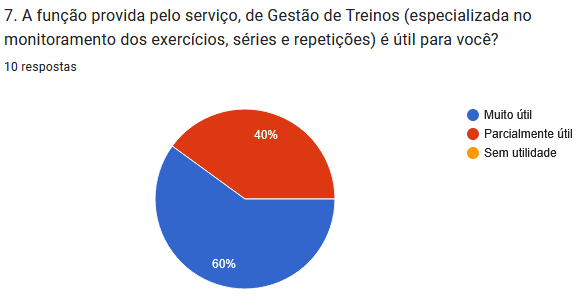 7. A função provida pelo serviço, de Gestão de Treinos (especializada no
monitoramento dos exercícios, séries e repetições) é útil para você?
10 respostas
Muito útil
Parcialmente útil
Sem utilidade
40%
60%